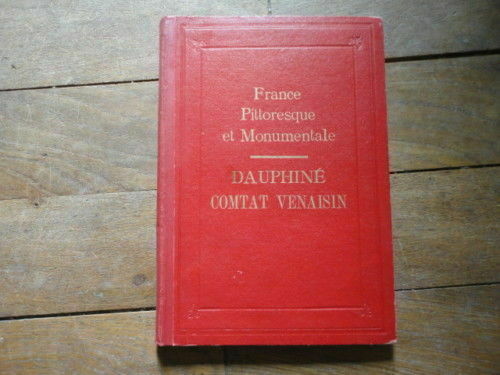 France
Pittoresque
et Monumentale
DAUPHINÉ
COMTAT VENAISIN